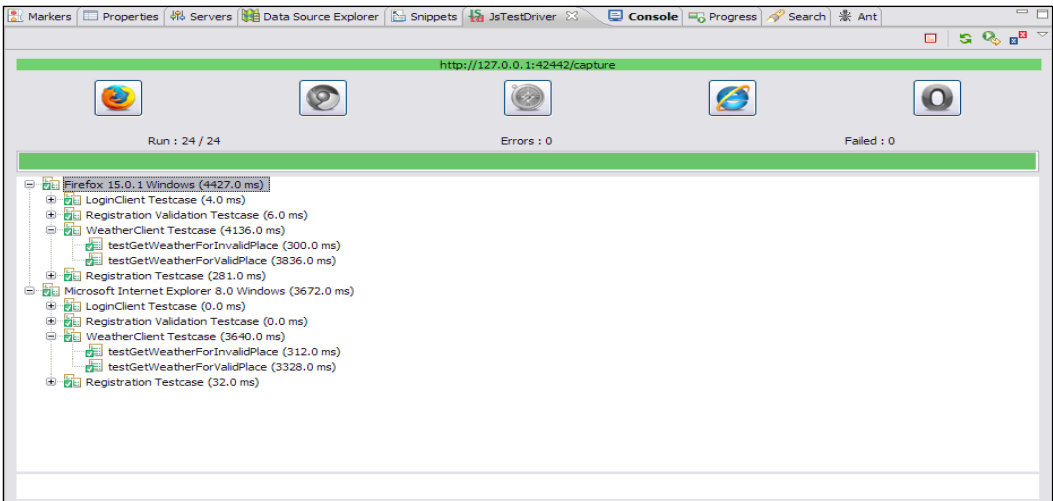 Markers Properties Servers Data Source Explorer Snippets JsTestDriver Console Progress Search Ant
http://127.0.0.1:42442/capture
Run : 24 / 24 Errors : 0 Failed : 0
Firefox 15.0.1 Windows (4427.0 ms)
LoginClient Testcase (4.0 ms)
Registration Validation Testcase (6.0 ms)
WeatherClient Testcase (4136.0 ms)
testGetWeatherForInvalidPlace (300.0 ms)
testGetWeatherForValidPlace (3836.0 ms)
Registration Testcase (281.0 ms)
Microsoft Internet Explorer 8.0 Windows (3672.0 ms)
LoginClient Testcase (0.0 ms)
Registration Validation Testcase (0.0 ms)
WeatherClient Testcase (3640.0 ms)
testGetWeatherForInvalidPlace (312.0 ms)
testGetWeatherForValidPlace (3328.0 ms)
Registration Testcase (32.0 ms)